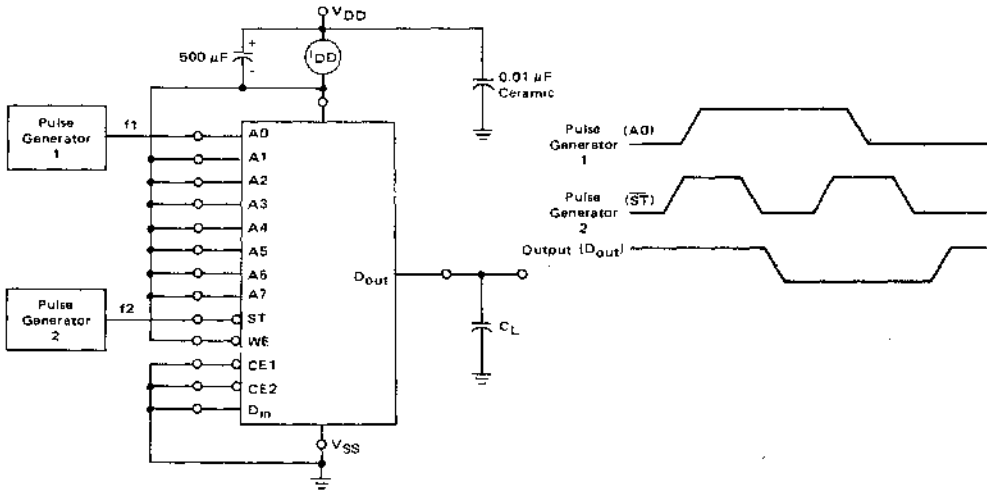 VDD
+
500 µF
-
IDD
0.01 µF
Ceramic
Pulse
Generator
1
f1
A0
A1
A2
A3
A4
A5
A6
A7
ST
WE
CE1
CE2
Din
Dout
CL
VSS
Pulse
Generator
2
f2
Pulse (A0)
Generator
1
Pulse (ST)
Generator
2
Output (Dout)